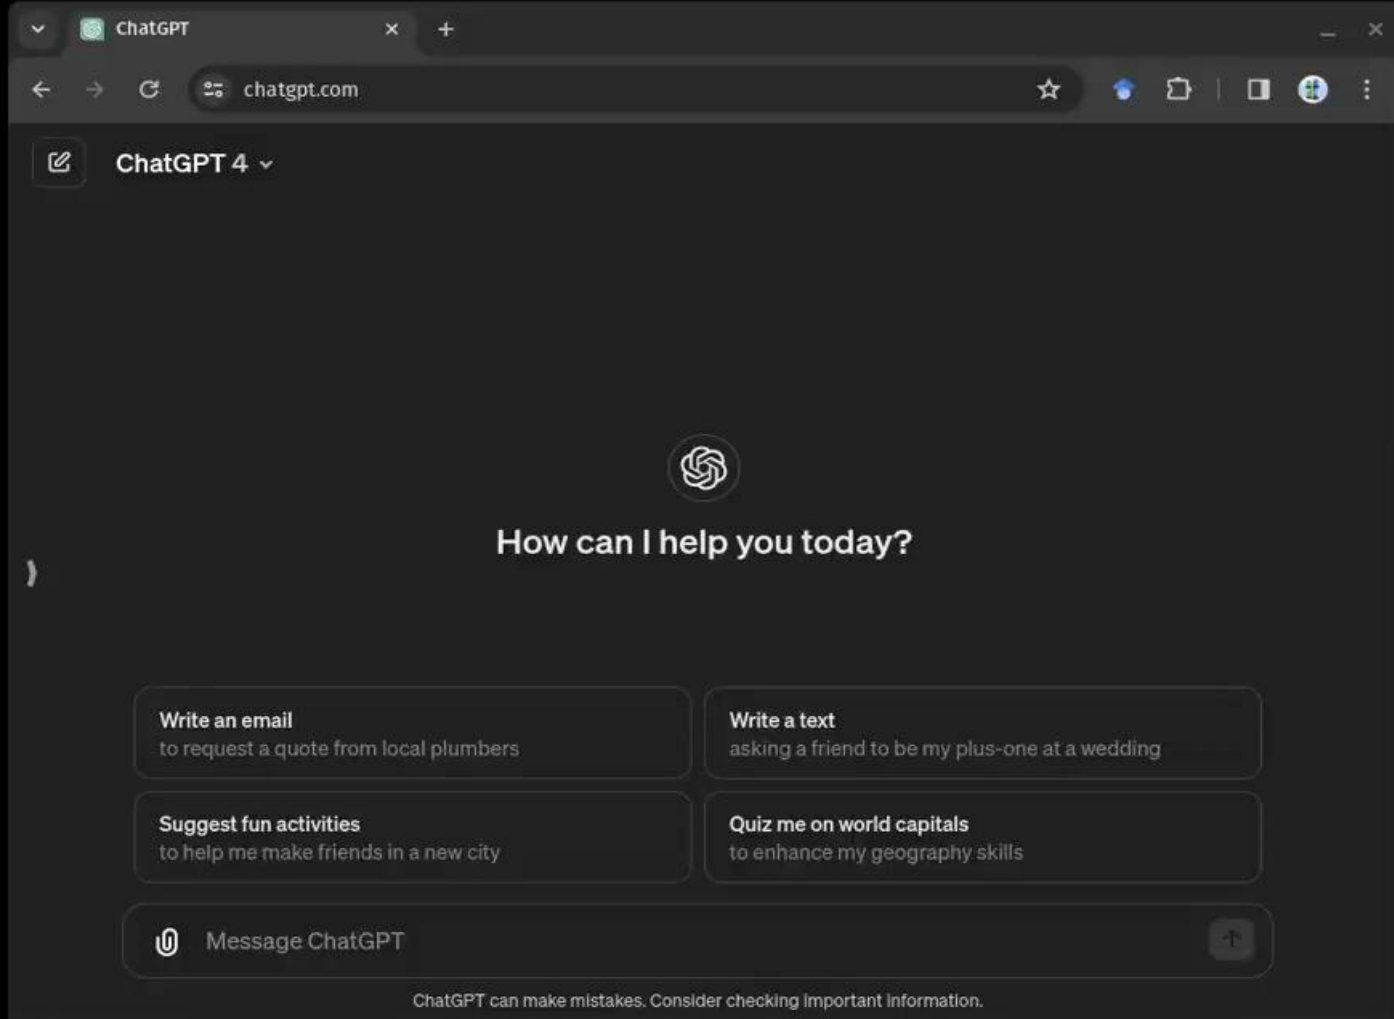 ChatGPT
chatgpt.com
ChatGPT 4
How can I help you today?
Write an email
to request a quote from local plumbers
Write a text
asking a friend to be my plus-one at a wedding
Suggest fun activities
to help me make friends in a new city
Quiz me on world capitals
to enhance my geography skills
Message ChatGPT
ChatGPT can make mistakes. Consider checking important information.